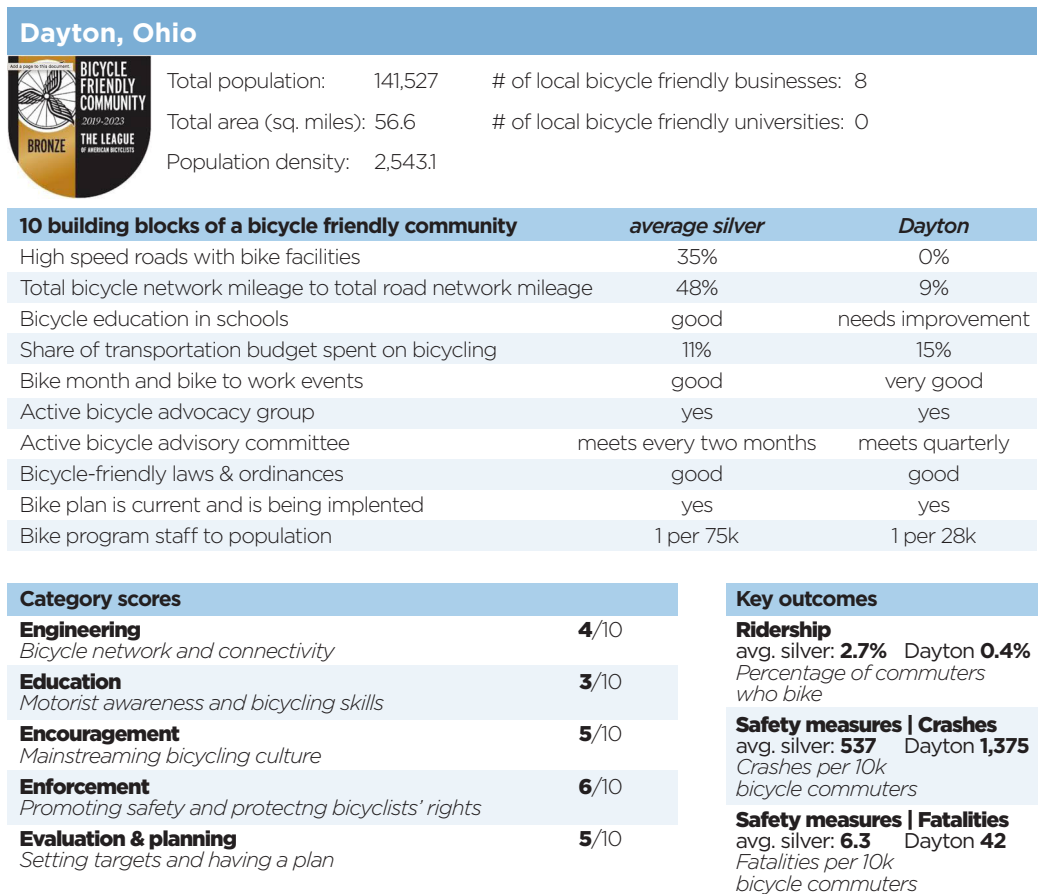 Dayton, Ohio
Add a page to this document
BICYCLE
FRIENDLY
COMMUNITY
2019-2023
THE LEAGUE
OF AMERICAN BICYCLISTS
BRONZE
Total population: 141,527 # of local bicycle friendly businesses: 8
Total area (sq. miles): 56.6 # of local bicycle friendly universities: 0
Population density: 2,543.1
10 building blocks of a bicycle friendly community average silver Dayton
High speed roads with bike facilities 35% 0%
Total bicycle network mileage to total road network mileage 48% 9%
Bicycle education in schools good needs improvement
Share of transportation budget spent on bicycling 11% 15%
Bike month and bike to work events good very good
Active bicycle advocacy group yes yes
Active bicycle advisory committee meets every two months meets quarterly
Bicycle-friendly laws & ordinances good good
Bike plan is current and is being implented yes yes
Bike program staff to population 1 per 75k 1 per 28k
Category scores
Engineering 4/10
Bicycle network and connectivity
Education 3/10
Motorist awareness and bicycling skills
Encouragement 5/10
Mainstreaming bicycling culture
Enforcement 6/10
Promoting safety and protectng bicyclists' rights
Evaluation & planning 5/10
Setting targets and having a plan
Key outcomes
Ridership
avg. silver: 2.7% Dayton 0.4%
Percentage of commuters
who bike
Safety measures | Crashes
avg. silver: 537 Dayton 1,375
Crashes per 10k
bicycle commuters
Safety measures | Fatalities
avg. silver: 6.3 Dayton 42
Fatalities per 10k
bicycle commuters